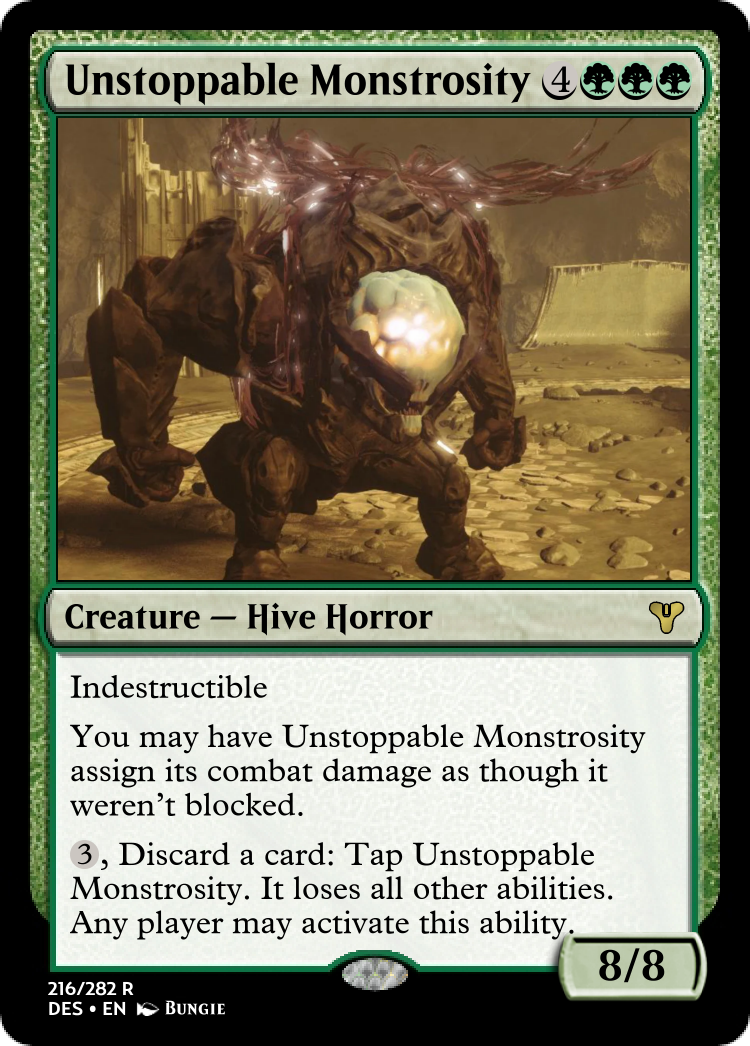 Unstoppable Monstrosity 4
Creature — Hive Horror
Indestructible
You may have Unstoppable Monstrosity
assign its combat damage as though it
weren't blocked.
3, Discard a card: Tap Unstoppable
Monstrosity. It loses all other abilities.
Any player may activate this ability.
8/8
216/282 R
DES • EN Bungie